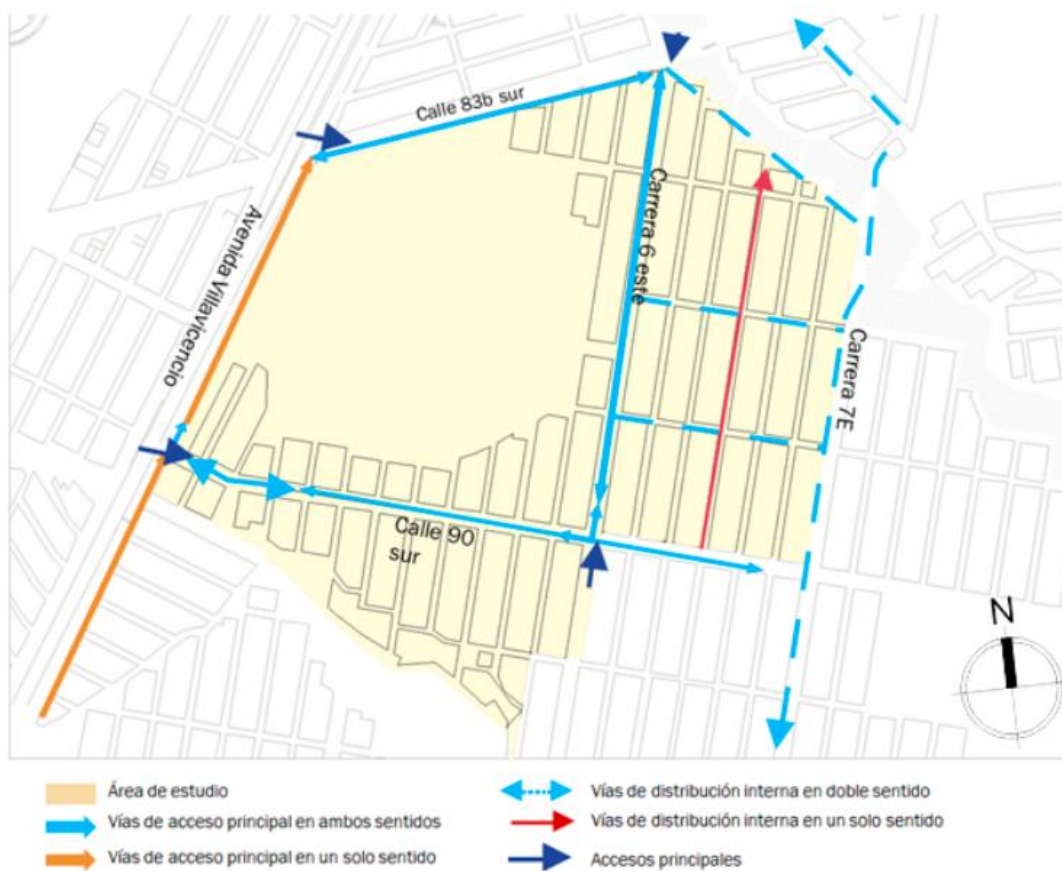 Calle 83b sur
Avenida Villavicencio
Carrera 6 este
Carrera 7E
Calle 90
sur
N
Área de estudio
Vías de acceso principal en ambos sentidos
Vías de acceso principal en un solo sentido
Vías de distribución interna en doble sentido
Vías de distribución interna en un solo sentido
Accesos principales